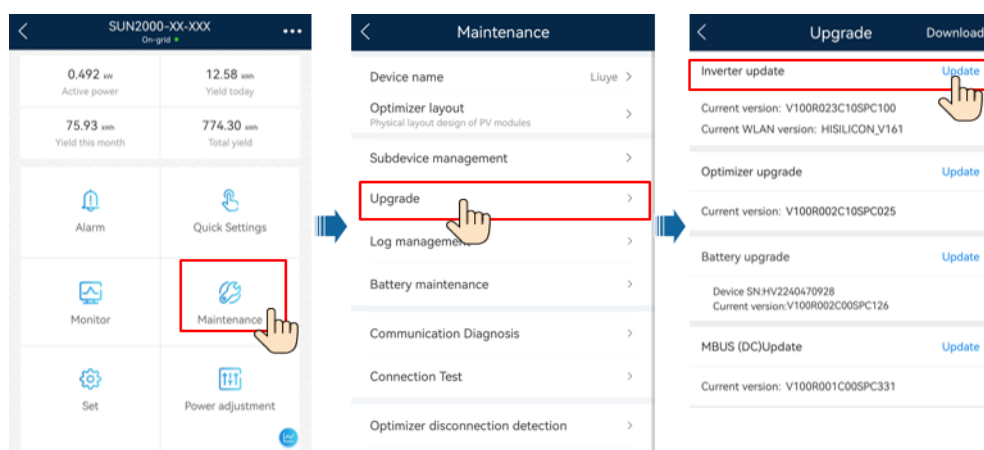 SUN2000-XX-XXX
On-grid
0.492 kW
12.58 kWh
Active power
Yield today
75.93 kWh
774.30 kWh
Yield this month
Total yield
Alarm
Quick Settings
Monitor
Maintenance
Set
Power adjustment
Maintenance
Device name
Liuye
Optimizer layout
Physical layout design of PV modules
Subdevice management
Upgrade
Log management
Battery maintenance
Communication Diagnosis
Connection Test
Optimizer disconnection detection
Upgrade
Download
Inverter update
Update
Current version: V100R023C10SPC100
Current WLAN version: HISILICON_V161
Optimizer upgrade
Update
Current version: V100R002C10SPC025
Battery upgrade
Update
Device SN:HV2240470928
Current version:V100R002C00SPC126
MBUS (DC)Update
Update
Current version: V100R001C00SPC331